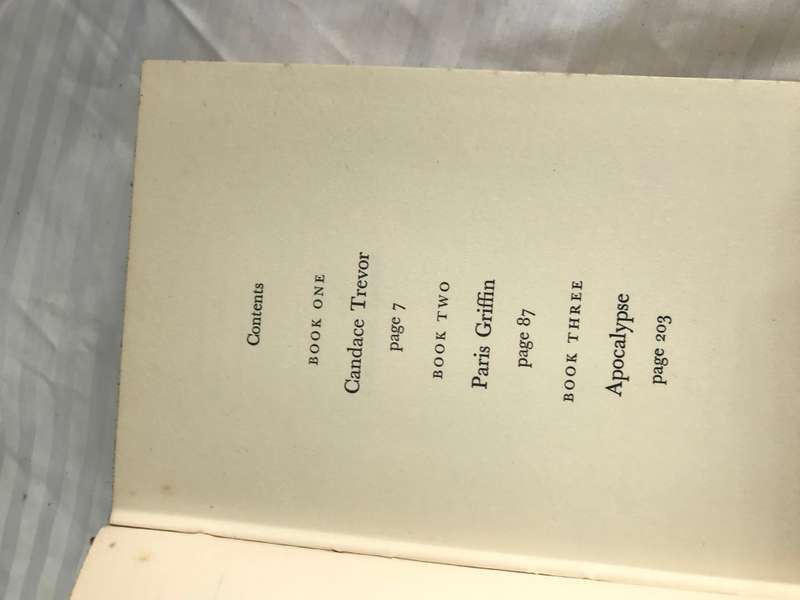 Contents
BOOK ONE
Candace Trevor
page 7
BOOK TWO
Paris Griffin
page 87
BOOK THREE
Apocalypse
page 203